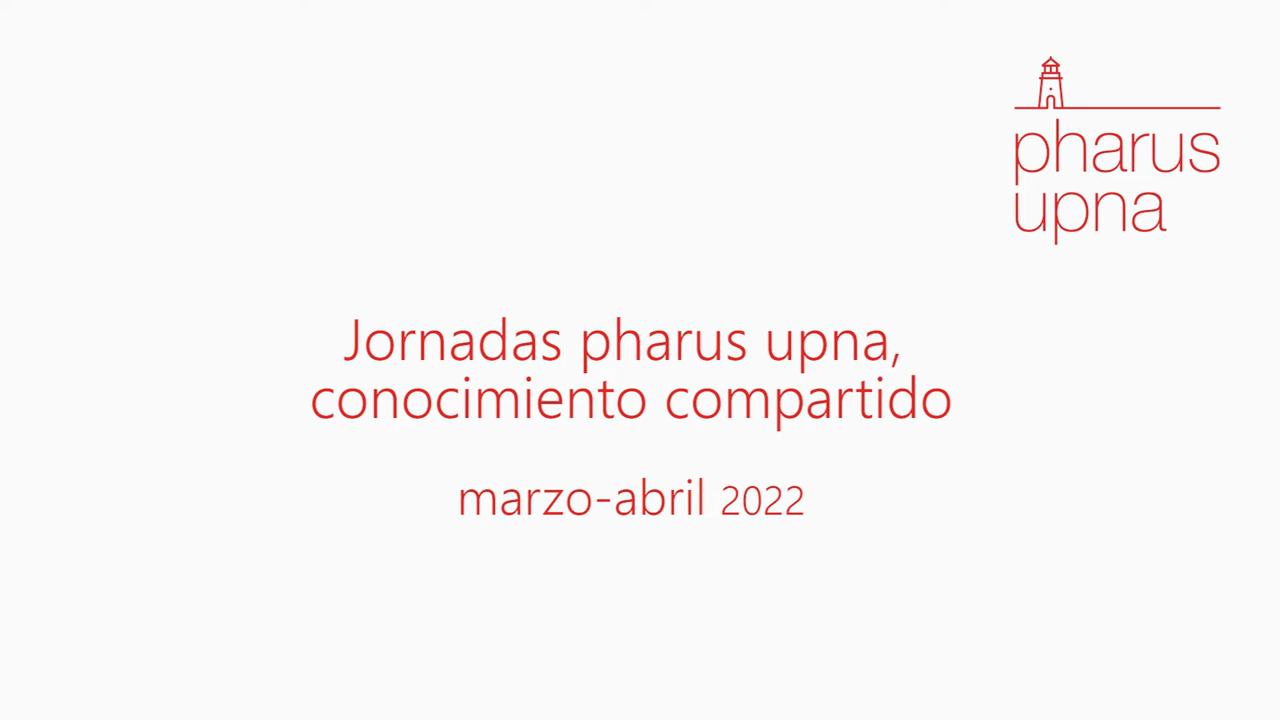 pharus
upna
Jornadas pharus upna,
conocimiento compartido
marzo-abril 2022